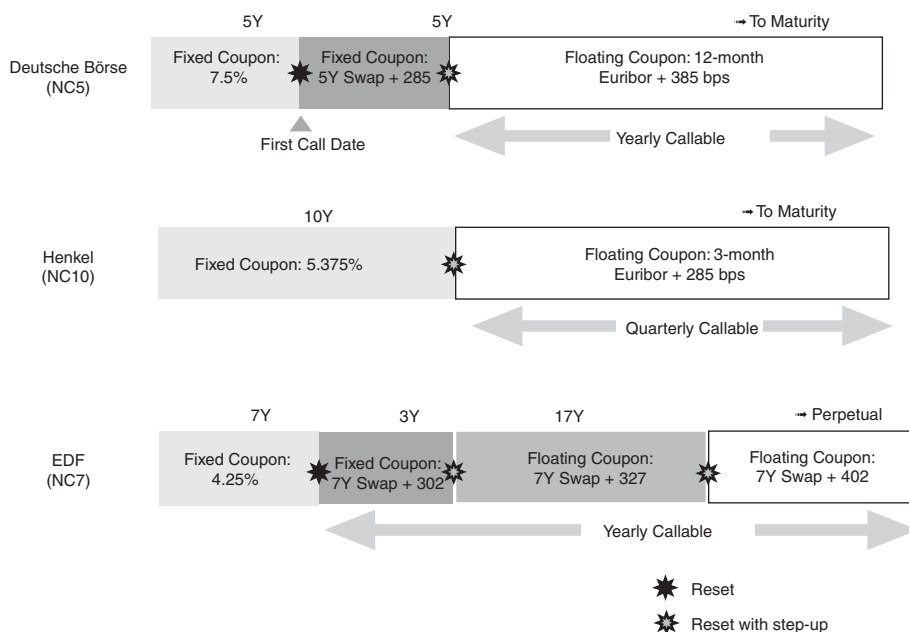 5Y 5Y ➟ To Maturity
Deutsche Börse
(NC5)
Fixed Coupon:
7.5%
Fixed Coupon:
5Y Swap + 285
Floating Coupon: 12-month
Euribor + 385 bps
First Call Date
Yearly Callable
10Y ➟ To Maturity
Henkel
(NC10)
Fixed Coupon: 5.375%
Floating Coupon: 3-month
Euribor + 285 bps
Quarterly Callable
7Y 3Y 17Y ➟ Perpetual
EDF
(NC7)
Fixed Coupon:
4.25%
Fixed Coupon:
7Y Swap + 302
Floating Coupon:
7Y Swap + 327
Floating Coupon:
7Y Swap + 402
Yearly Callable
Reset
Reset with step-up